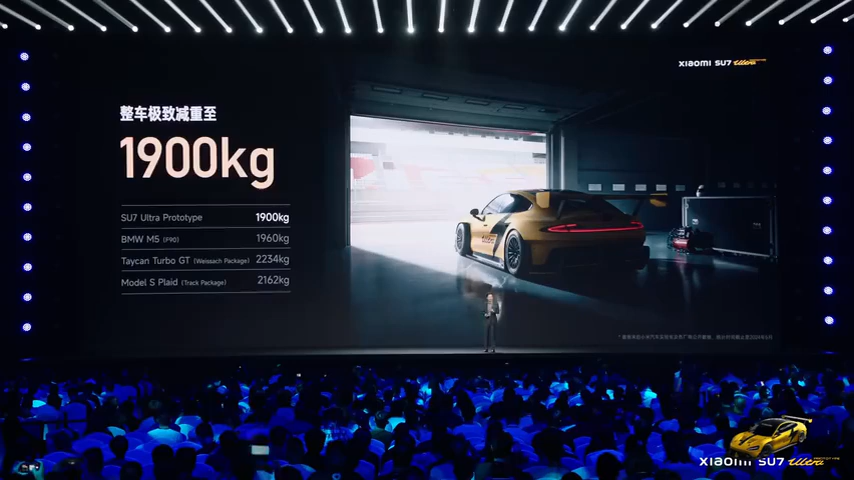 XIAOMI SU7 Ultra
整车极致减重至
1900kg
SU7 Ultra Prototype 1900kg
BMW M5 (F90) 1960kg
Taycan Turbo GT (Weissach Package) 2234kg
Model S Plaid (Track Package) 2162kg
XIAOMI SU7 Ultra